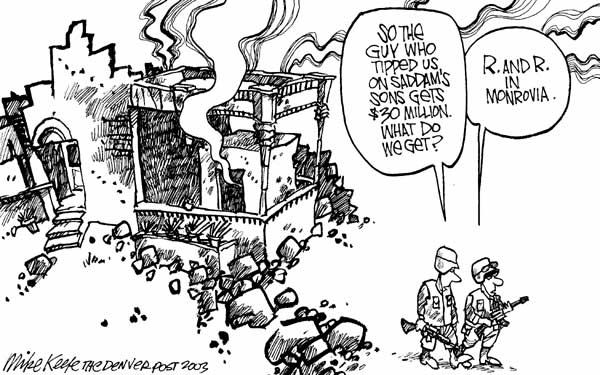 SO THE
GUY WHO
TIPPED US
ON SADDAM'S
SONS GETS
$30 MILLION.
WHAT DO
WE GET?
R. AND R.
IN
MONROVIA.
Mike Keefe THE DENVER POST 2003